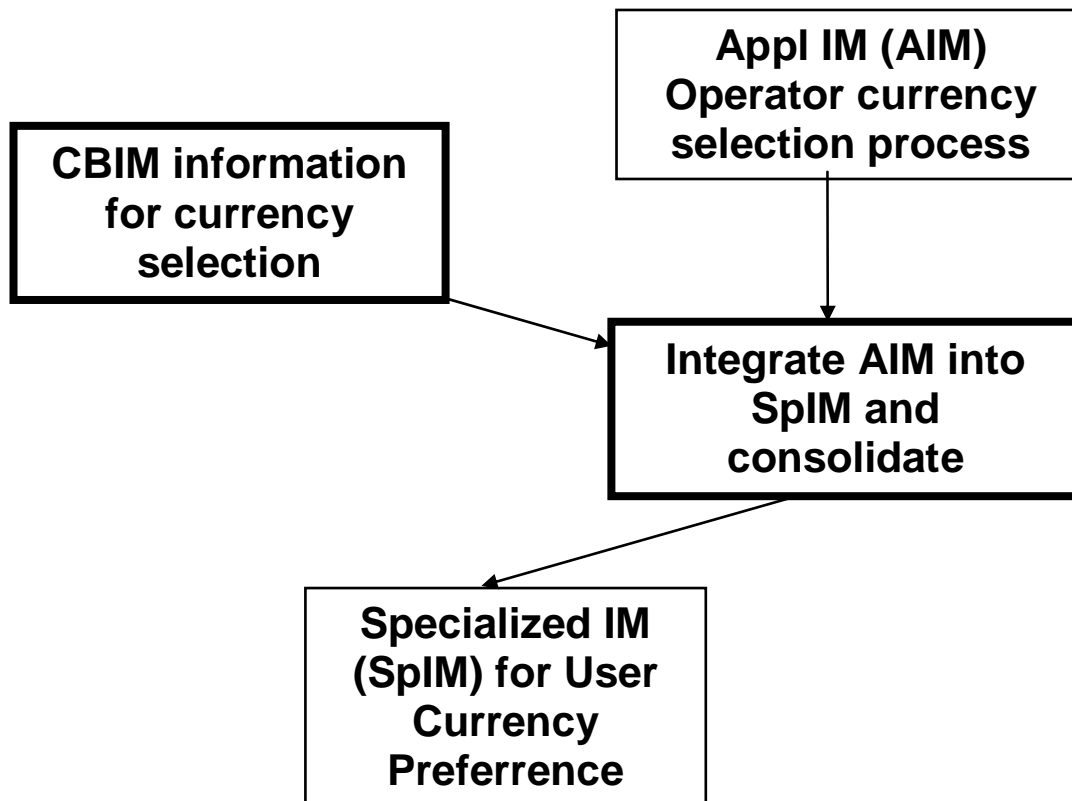 Appl IM (AIM)
Operator currency
selection process
CBIM information
for currency
selection
Integrate AIM into
SpIM and
consolidate
Specialized IM
(SpIM) for User
Currency
Preferrence